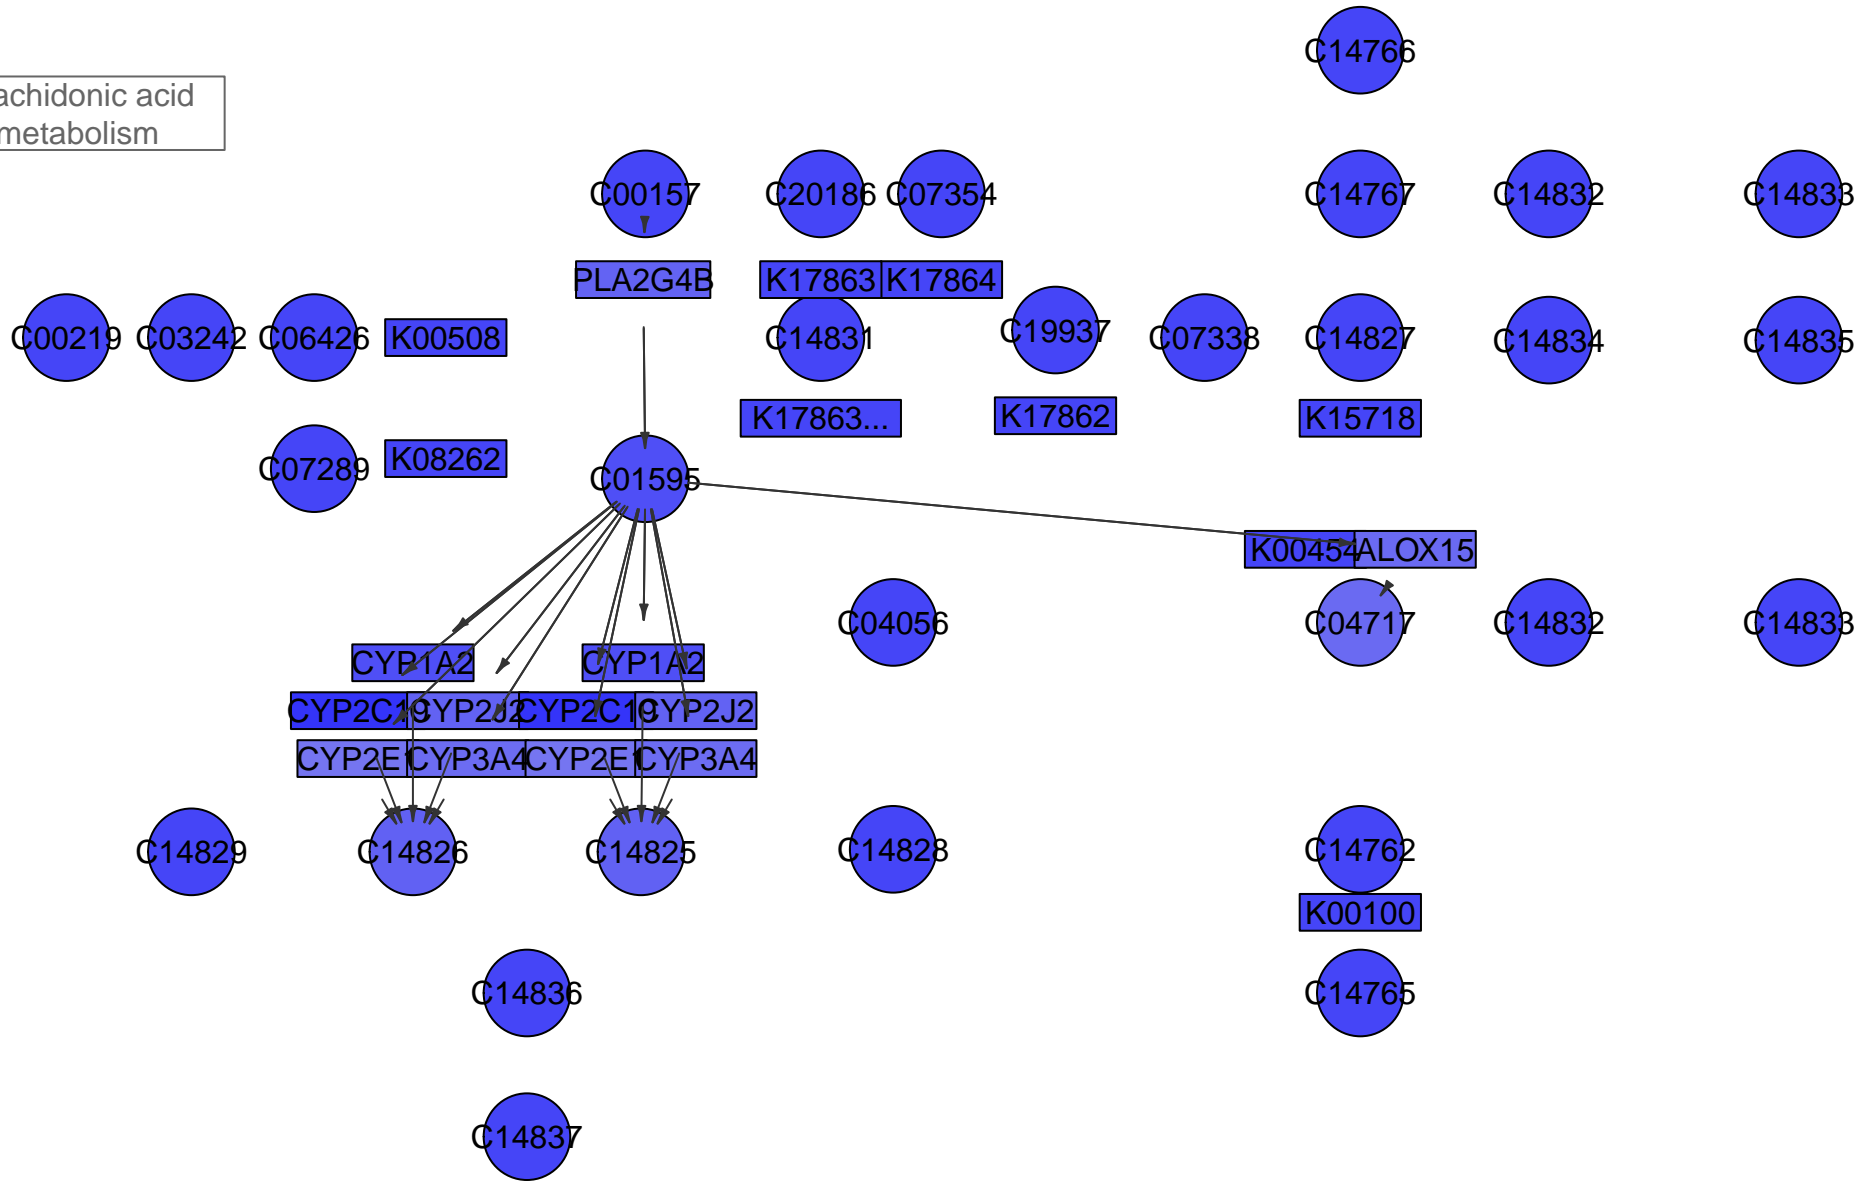 C14766
achidonic acid
metabolism
C00157
C20186
C07354
C14767
C14832
C14833
PLA2G4B
K17863
K17864
C00219
C03242
C06426
K00508
C14831
C19937
C07338
C14827
C14834
C14835
K17863...
K17862
K15718
C07289
K08262
C01595
K00454
ALOX15
C04056
C04717
C14832
C14833
CYP1A2
CYP1A2
CYP2C19
CYP2J2
CYP2C19
CYP2J2
CYP2E1
CYP3A4
CYP2E1
CYP3A4
C14829
C14826
C14825
C14828
C14762
K00100
C14836
C14765
C14837